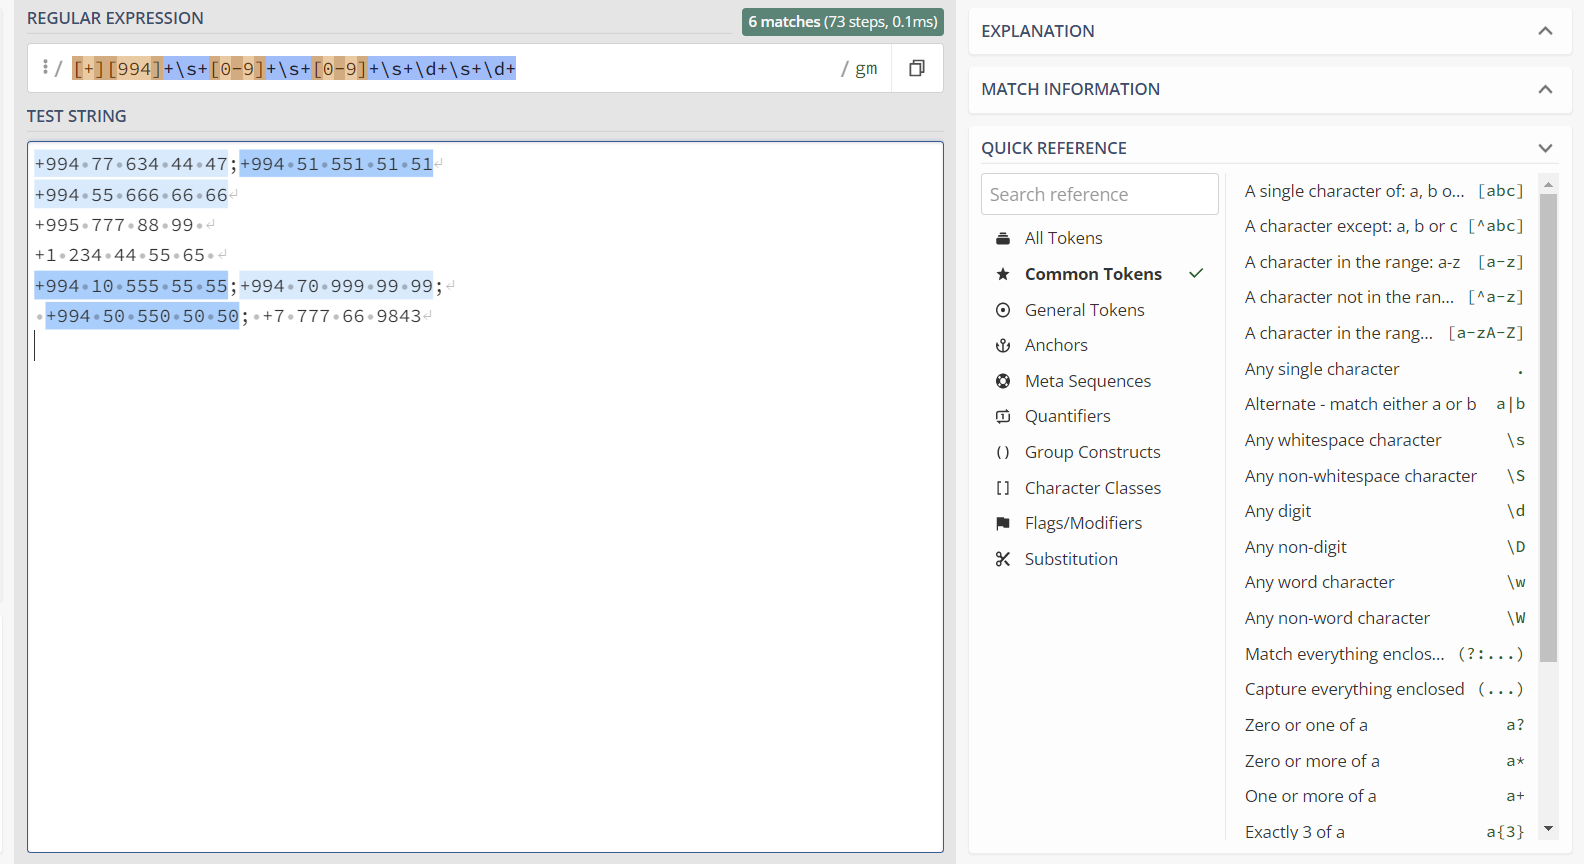 REGULAR EXPRESSION
6 matches (73 steps, 0.1ms)
/ [+][994]+\s+[0-9]+\s+[0-9]+\s+\d+\s+\d+ / gm
TEST STRING
+994•77•634•44•47;+994•51•551•51•51↵
+994•55•666•66•66↵
+995•777•88•99•↵
+1•234•44•55•65•↵
+994•10•555•55•55;+994•70•999•99•99;↵
•+994•50•550•50•50;•+7•777•66•9843↵
EXPLANATION
MATCH INFORMATION
QUICK REFERENCE
Search reference
All Tokens
Common Tokens
General Tokens
Anchors
Meta Sequences
Quantifiers
Group Constructs
Character Classes
Flags/Modifiers
Substitution
A single character of: a, b o... [abc]
A character except: a, b or c [^abc]
A character in the range: a-z [a-z]
A character not in the ran... [^a-z]
A character in the rang... [a-zA-Z]
Any single character .
Alternate - match either a or b a|b
Any whitespace character \s
Any non-whitespace character \S
Any digit \d
Any non-digit \D
Any word character \w
Any non-word character \W
Match everything enclos... (?:...)
Capture everything enclosed (...)
Zero or one of a a?
Zero or more of a a*
One or more of a a+
Exactly 3 of a a{3}